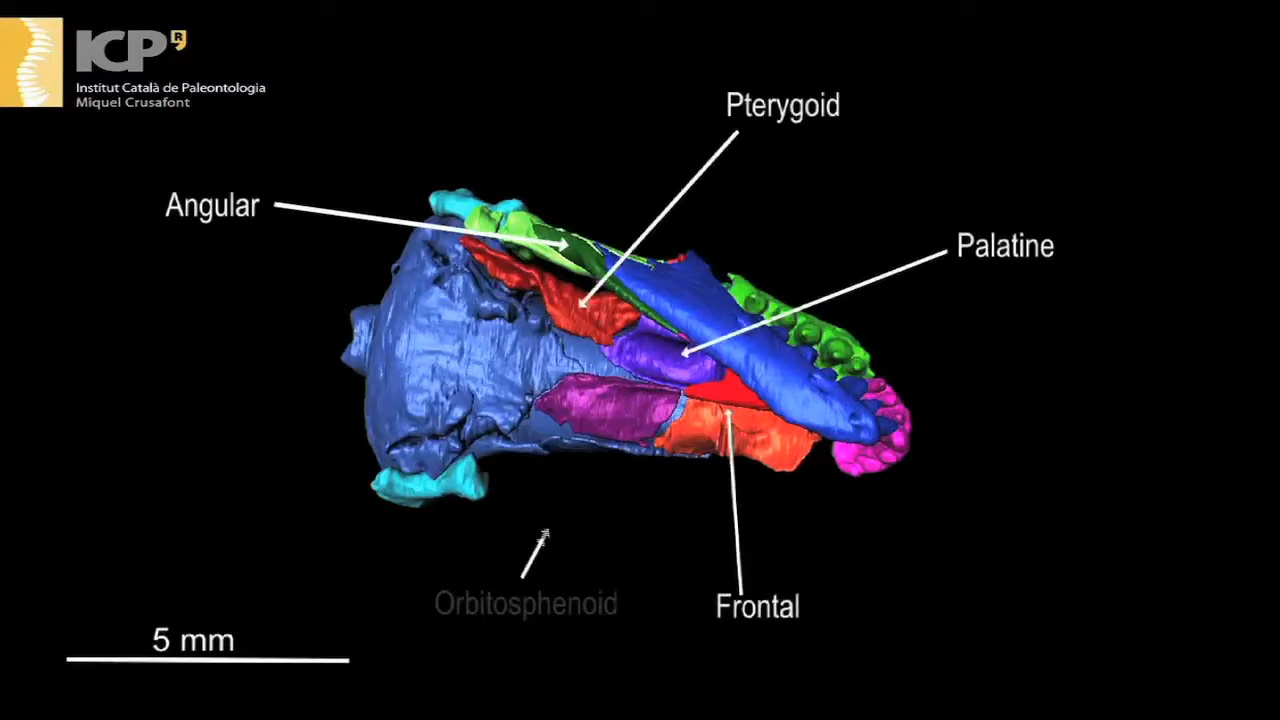 ICP R
Institut Català de Paleontologia
Miquel Crusafont
Pterygoid
Angular
Palatine
Orbitosphenoid
Frontal
5 mm